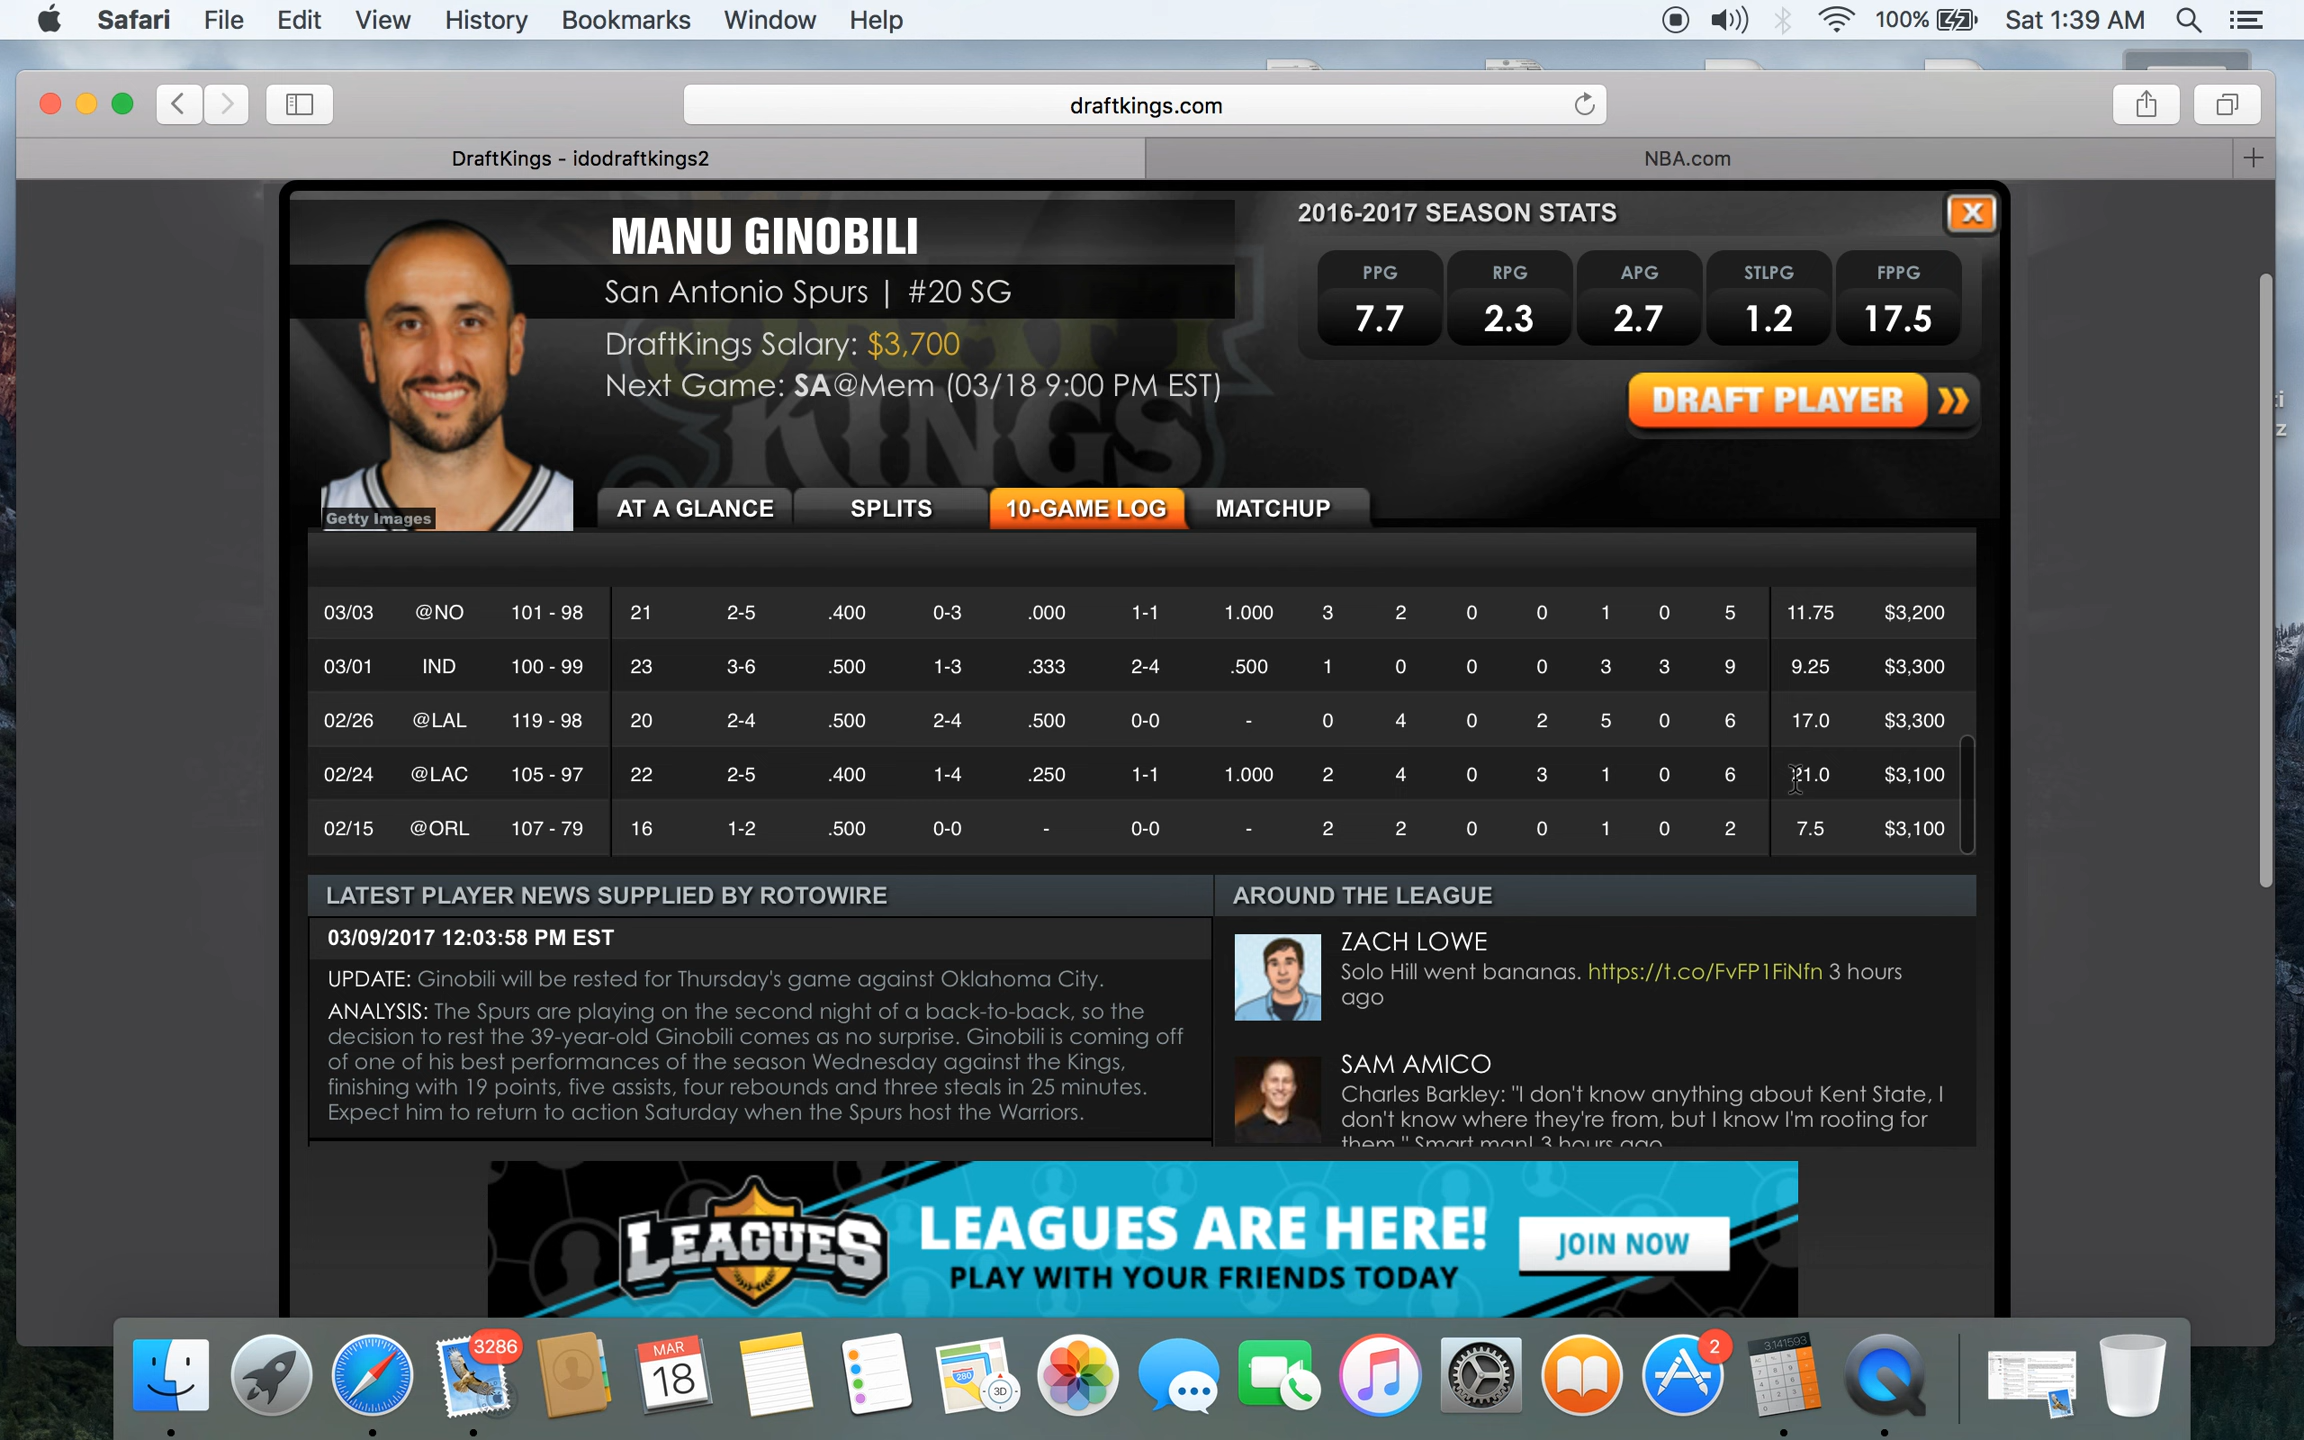 Safari File Edit View History Bookmarks Window Help 100% Sat 1:39 AM
draftkings.com
DraftKings - idodraftkings2 NBA.com
MANU GINOBILI
San Antonio Spurs | #20 SG
DraftKings Salary: $3,700
Next Game: SA@Mem (03/18 9:00 PM EST)
2016-2017 SEASON STATS
X
PPG RPG APG STLPG FPPG
7.7 2.3 2.7 1.2 17.5
DRAFT PLAYER
KINGS
Getty Images
AT A GLANCE SPLITS 10-GAME LOG MATCHUP
03/03 @NO 101 - 98 21 2-5 .400 0-3 .000 1-1 1.000 3 2 0 0 1 0 5 11.75 $3,200
03/01 IND 100 - 99 23 3-6 .500 1-3 .333 2-4 .500 1 0 0 0 3 3 9 9.25 $3,300
02/26 @LAL 119 - 98 20 2-4 .500 2-4 .500 0-0 - 0 4 0 2 5 0 6 17.0 $3,300
02/24 @LAC 105 - 97 22 2-5 .400 1-4 .250 1-1 1.000 2 4 0 3 1 0 6 21.0 $3,100
02/15 @ORL 107 - 79 16 1-2 .500 0-0 - 0-0 - 2 2 0 0 1 0 2 7.5 $3,100
LATEST PLAYER NEWS SUPPLIED BY ROTOWIRE
03/09/2017 12:03:58 PM EST
UPDATE: Ginobili will be rested for Thursday's game against Oklahoma City.
ANALYSIS: The Spurs are playing on the second night of a back-to-back, so the
decision to rest the 39-year-old Ginobili comes as no surprise. Ginobili is coming off
of one of his best performances of the season Wednesday against the Kings,
finishing with 19 points, five assists, four rebounds and three steals in 25 minutes.
Expect him to return to action Saturday when the Spurs host the Warriors.
AROUND THE LEAGUE
ZACH LOWE
Solo Hill went bananas. https://t.co/FvFP1FiNfn 3 hours
ago
SAM AMICO
Charles Barkley: "I don't know anything about Kent State, I
don't know where they're from, but I know I'm rooting for
them." Smart man! 3 hours ago
LEAGUES
LEAGUES ARE HERE!
PLAY WITH YOUR FRIENDS TODAY
JOIN NOW
3286
MAR
18
280
3D
2
3.141593